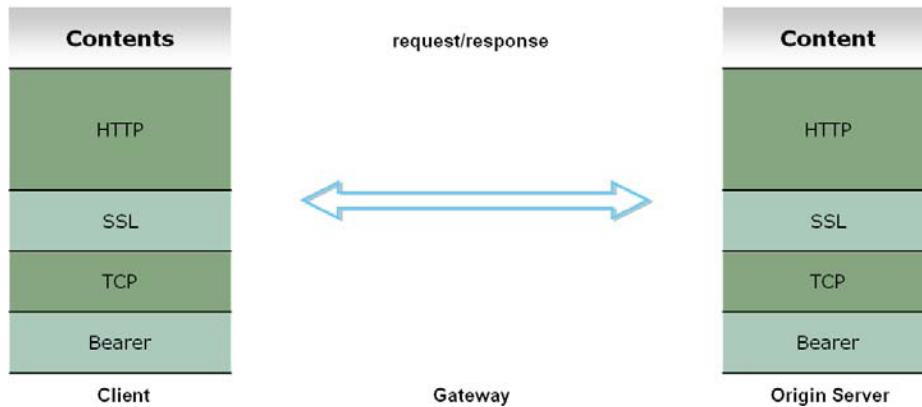 Contents
request/response
Content
HTTP
HTTP
SSL
SSL
TCP
TCP
Bearer
Bearer
Client
Gateway
Origin Server